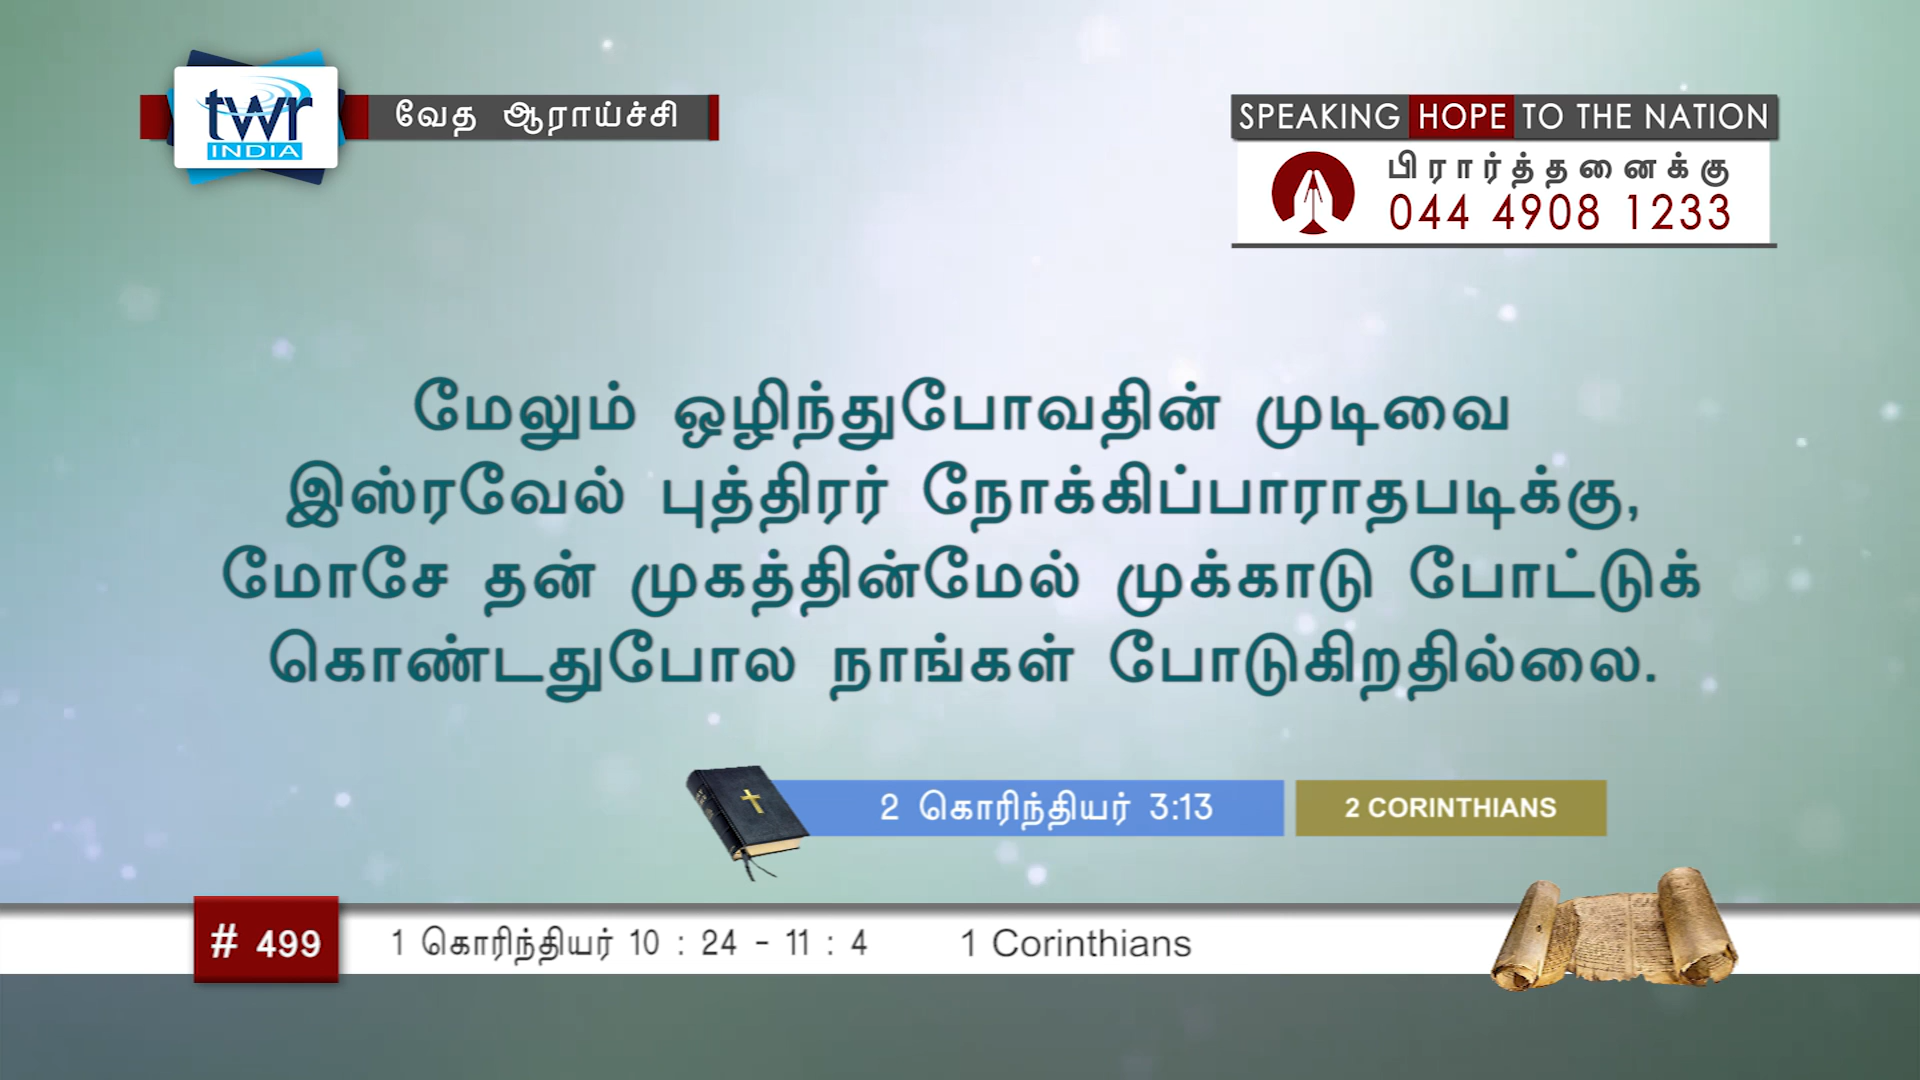 twr
INDIA
வேத ஆராய்ச்சி
SPEAKING HOPE TO THE NATION
பிரார்த்தனைக்கு
044 4908 1233
மேலும் ஒழிந்துபோவதின் முடிவை
இஸ்ரவேல் புத்திரர் நோக்கிப்பாராதபடிக்கு,
மோசே தன் முகத்தின்மேல் முக்காடு போட்டுக்
கொண்டதுபோல நாங்கள் போடுகிறதில்லை.
2 கொரிந்தியர் 3:13
2 CORINTHIANS
# 499
1 கொரிந்தியர் 10 : 24 - 11 : 4
1 Corinthians